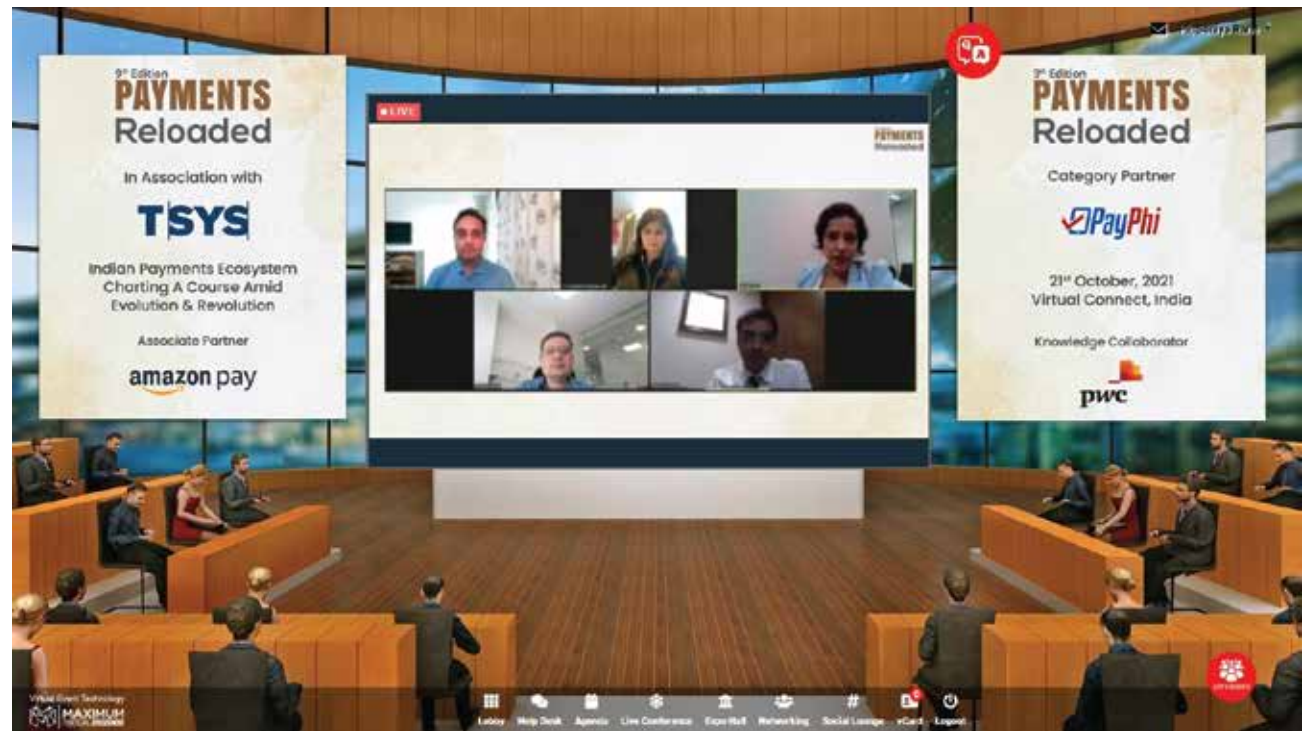 9th Edition
PAYMENTS
Reloaded
In Association with
TSYS
Indian Payments Ecosystem
Charting A Course Amid
Evolution & Revolution
Associate Partner
amazon pay
LIVE
PAYMENTS
Reloaded
Q
A
9th Edition
PAYMENTS
Reloaded
Category Partner
PayPhi
21st October, 2021
Virtual Connect, India
Knowledge Collaborator
pwc
Virtual Event Technology
MAXIMUM
Lobby Help Desk Agenda Live Conference Expo Hall Networking Social Lounge vCard Logout